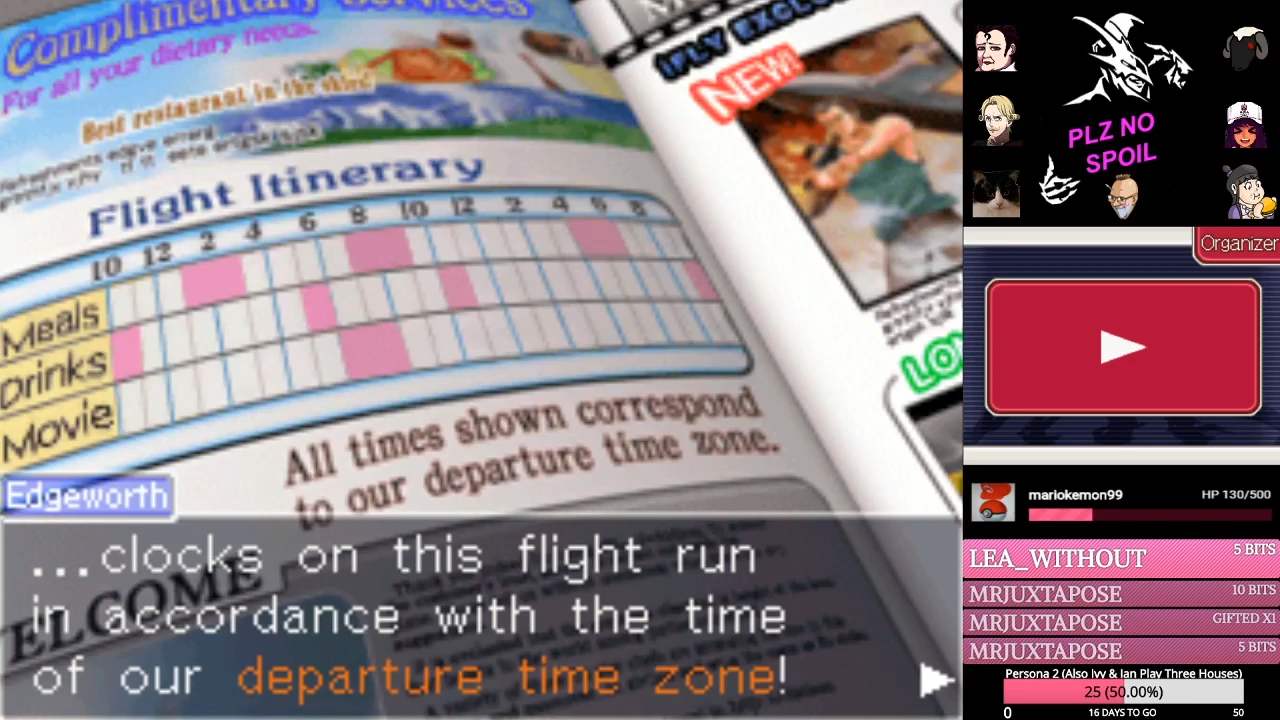 Complimentary Services
For all your dietary needs.
Best restaurant in the skies!
Flight Itinerary
10 12 2 4 6 8 10 12 2 4 6 8
Meals
Drinks
Movie
All times shown correspond
to our departure time zone.
IFLY EXCLU
NEW!
LO
ELCOME
Edgeworth
...clocks on this flight run
in accordance with the time
of our departure time zone!
PLZ NO
SPOIL
Organizer
mariokemon99 HP 130/500
LEA_WITHOUT 5 BITS
MRJUXTAPOSE 10 BITS
MRJUXTAPOSE GIFTED X1
MRJUXTAPOSE 5 BITS
Persona 2 (Also Ivy & Ian Play Three Houses)
25 (50.00%)
0 16 DAYS TO GO 50